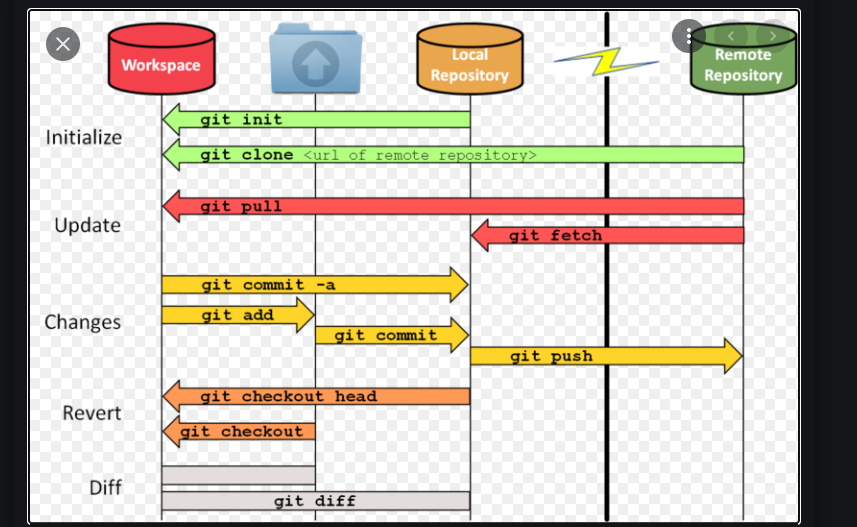 Workspace
Local
Repository
Remote
Repository
Initialize
git init
git clone <url of remote repository>
Update
git pull
git fetch
Changes
git commit -a
git add
git commit
git push
Revert
git checkout head
git checkout
Diff
git diff